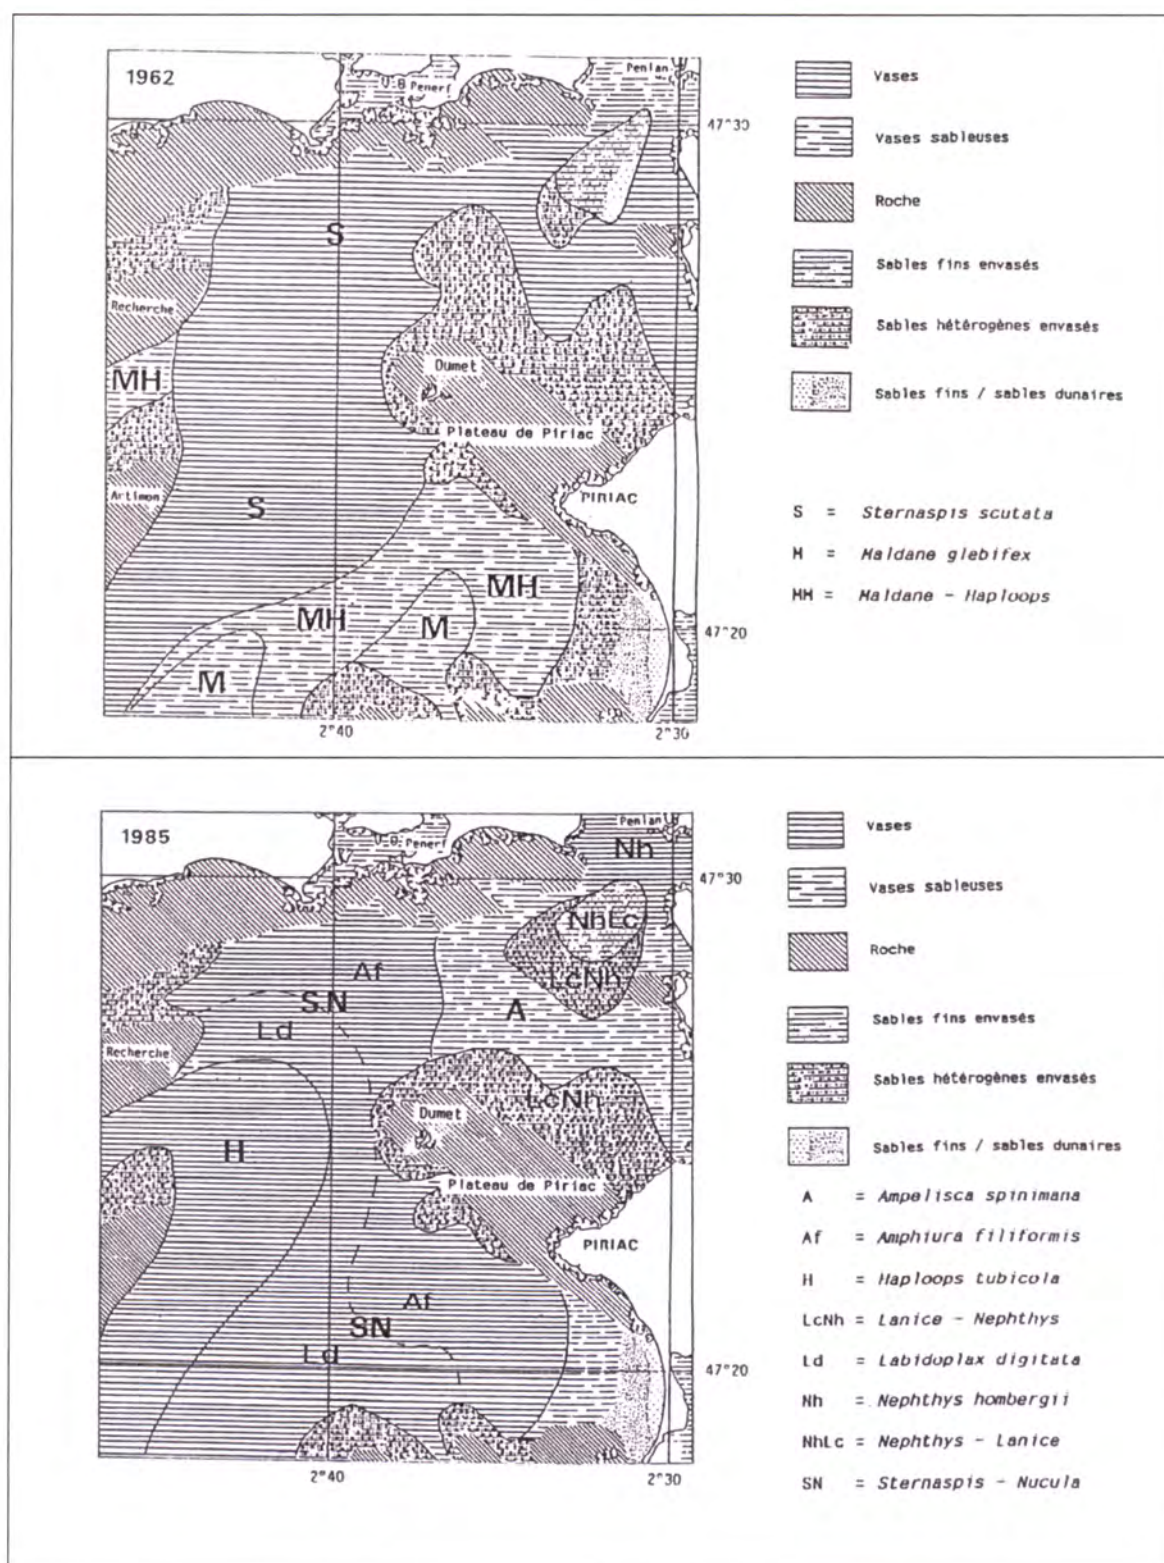 1962
Penlan
Penerf
47°30
S
Recherche
MH
Dumet
Plateau de Piriac
Artimon
PIRIAC
S
MH
MH
M
M
47°20
2°40
2°30
Vases
Vases sableuses
Roche
Sables fins envasés
Sables hétérogènes envasés
Sables fins / sables dunaires
S = Sternaspis scutata
M = Maldane glebifex
MH = Maldane - Haploops
1985
Penlan
Penerf
Nh
47°30
NhLc
Af
LcNh
SN
A
Ld
Recherche
LcNh
Dumet
H
Plateau de Piriac
PIRIAC
Af
SN
Ld
47°20
2°40
2°30
Vases
Vases sableuses
Roche
Sables fins envasés
Sables hétérogènes envasés
Sables fins / sables dunaires
A = Ampelisca spinimana
Af = Amphiura filiformis
H = Haploops tubicola
LcNh = Lanice - Nephthys
Ld = Labidoplax digitata
Nh = Nephthys hombergii
NhLc = Nephthys - Lanice
SN = Sternaspis - Nucula